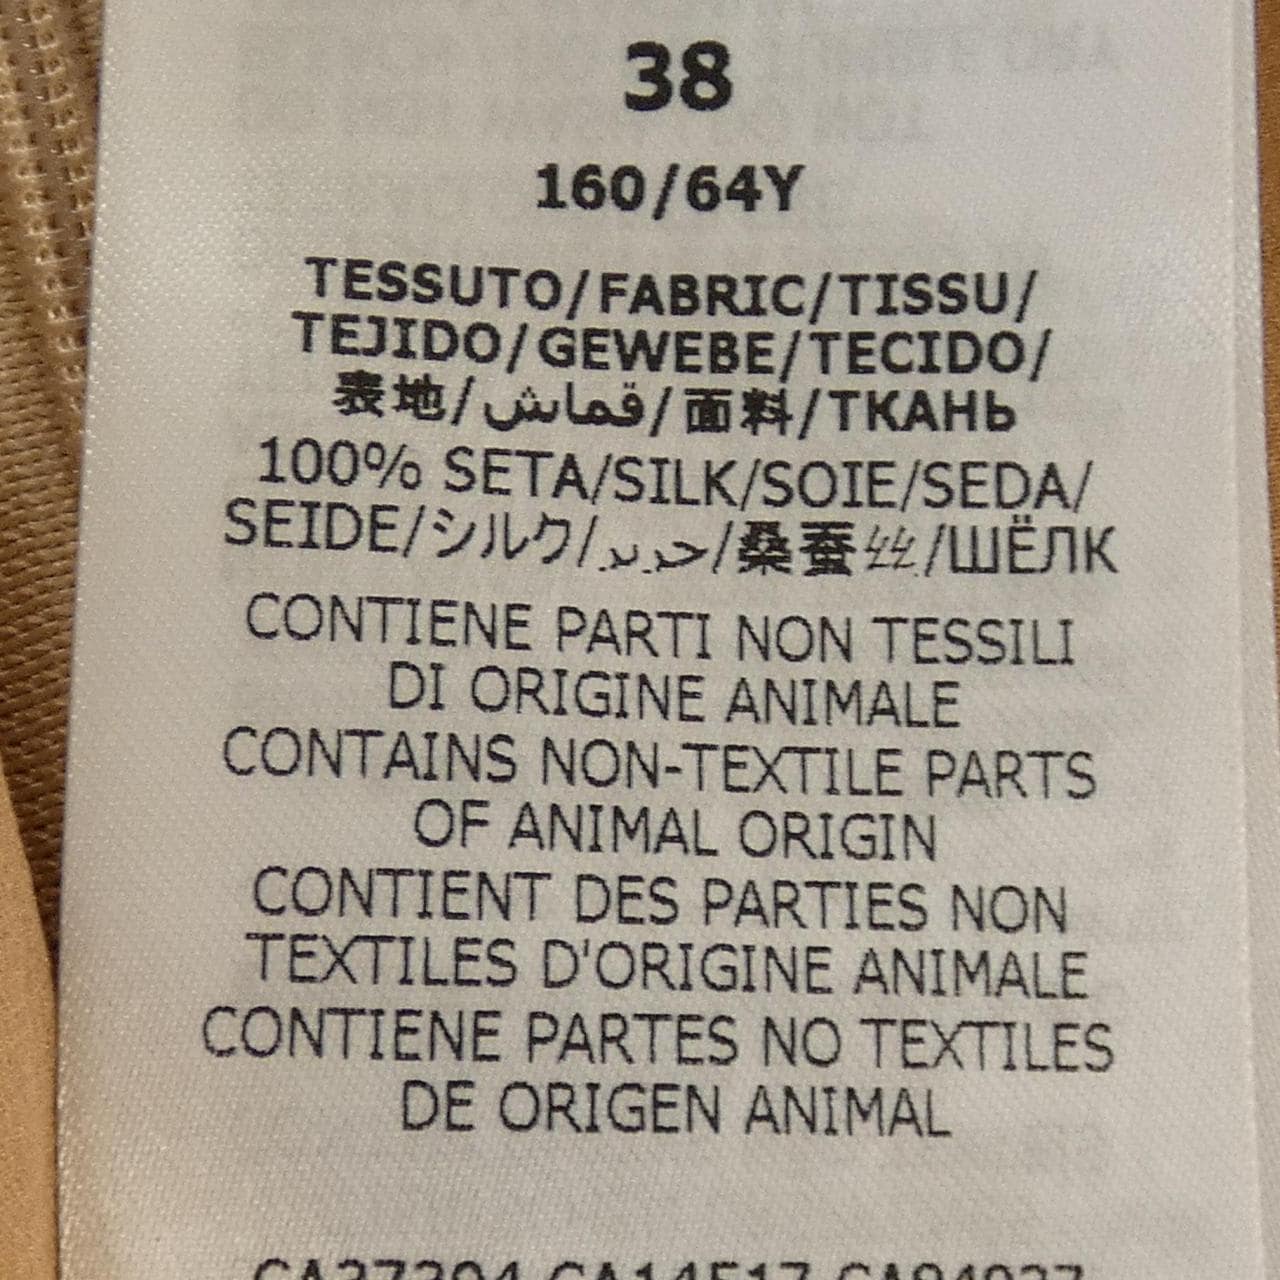 38
160/64Y
TESSUTO/FABRIC/TISSU/
TEJIDO/GEWEBE/TECIDO/
表地/قماش/面料/ТКАНЬ
100% SETA/SILK/SOIE/SEDA/
SEIDE/シルク/حرير/桑蚕丝/ШЁЛК
CONTIENE PARTI NON TESSILI
DI ORIGINE ANIMALE
CONTAINS NON-TEXTILE PARTS
OF ANIMAL ORIGIN
CONTIENT DES PARTIES NON
TEXTILES D'ORIGINE ANIMALE
CONTIENE PARTES NO TEXTILES
DE ORIGEN ANIMAL